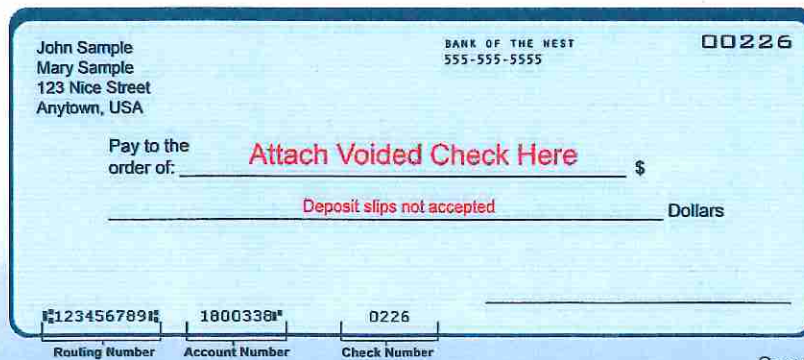 John Sample
Mary Sample
123 Nice Street
Anytown, USA
BANK OF THE WEST
555-555-5555
00226
Pay to the
order of: Attach Voided Check Here $
Deposit slips not accepted Dollars
⑆123456789⑆ 1800338⑈ 0226
Routing Number Account Number Check Number